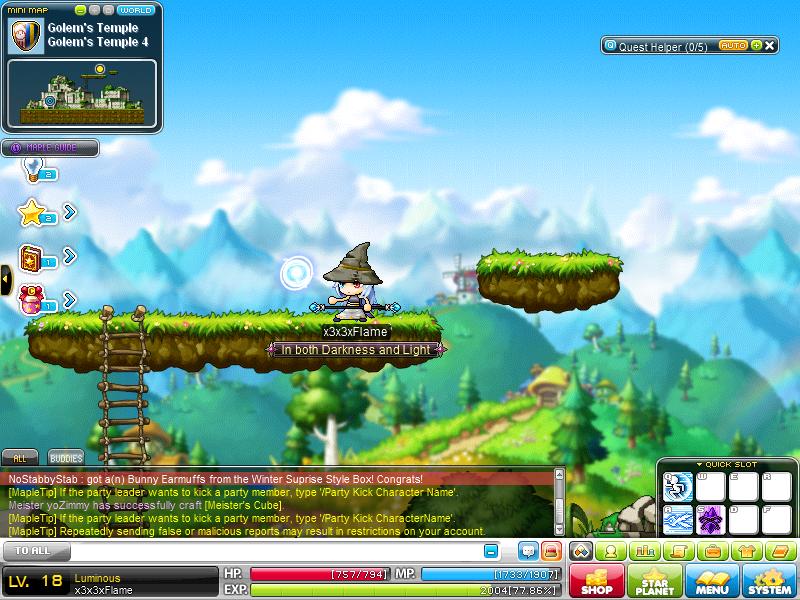 MINI MAP
WORLD
Golem's Temple
Golem's Temple 4
Quest Helper (0/5)
AUTO
MAPLE GUIDE
2
2
1
1
x3x3xFlame
In both Darkness and Light
ALL
BUDDIES
QUICK SLOT
NoStabbyStab : got a(n) Bunny Earmuffs from the Winter Suprise Style Box! Congrats!
[MapleTip] If the party leader wants to kick a party member, type '/Party Kick Character Name'.
Meister yoZimmy has successfully craft [Meister's Cube].
[MapleTip] If the party leader wants to kick a party member, type '/Party Kick CharacterName'.
[MapleTip] Repeatedly sending false or malicious reports may result in restrictions on your account.
Q W E R
A D F
TO ALL
LV. 18
Luminous
x3x3xFlame
HP. [757/794] MP. [1733/1907]
EXP. 2004[77.86%]
SHOP
STAR PLANET
MENU
SYSTEM